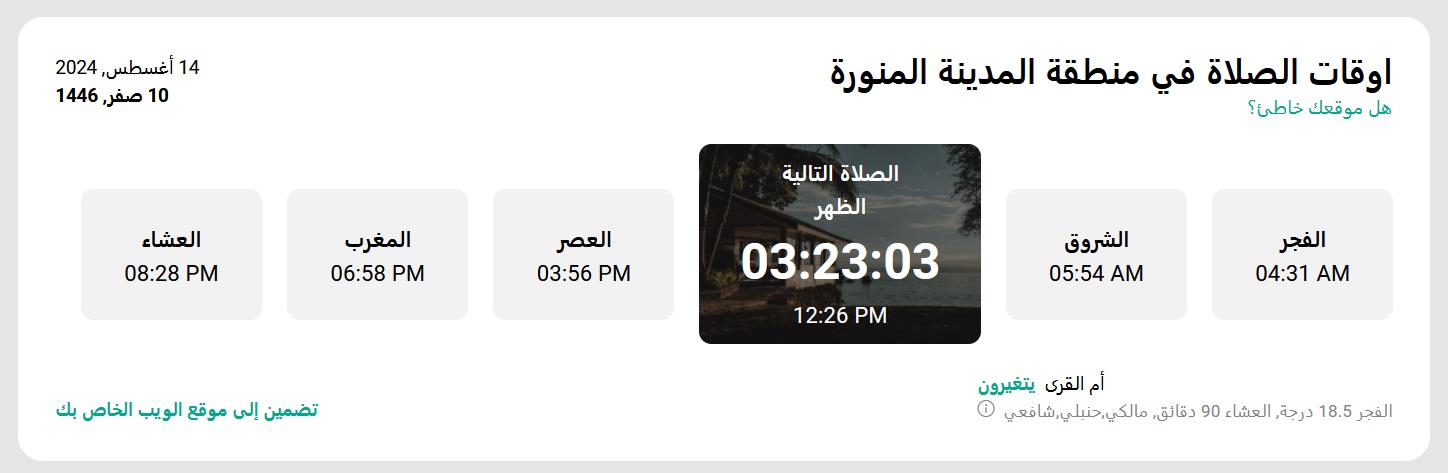 اوقات الصلاة في منطقة المدينة المنورة
هل موقعك خاطئ؟
14 أغسطس, 2024
10 صفر, 1446
الفجر
04:31 AM
الشروق
05:54 AM
الصلاة التالية
الظهر
03:23:03
12:26 PM
العصر
03:56 PM
المغرب
06:58 PM
العشاء
08:28 PM
أم القرى يتغيرون
الفجر 18.5 درجة, العشاء 90 دقائق, مالكي,حنبلي,شافعي
تضمين إلى موقع الويب الخاص بك